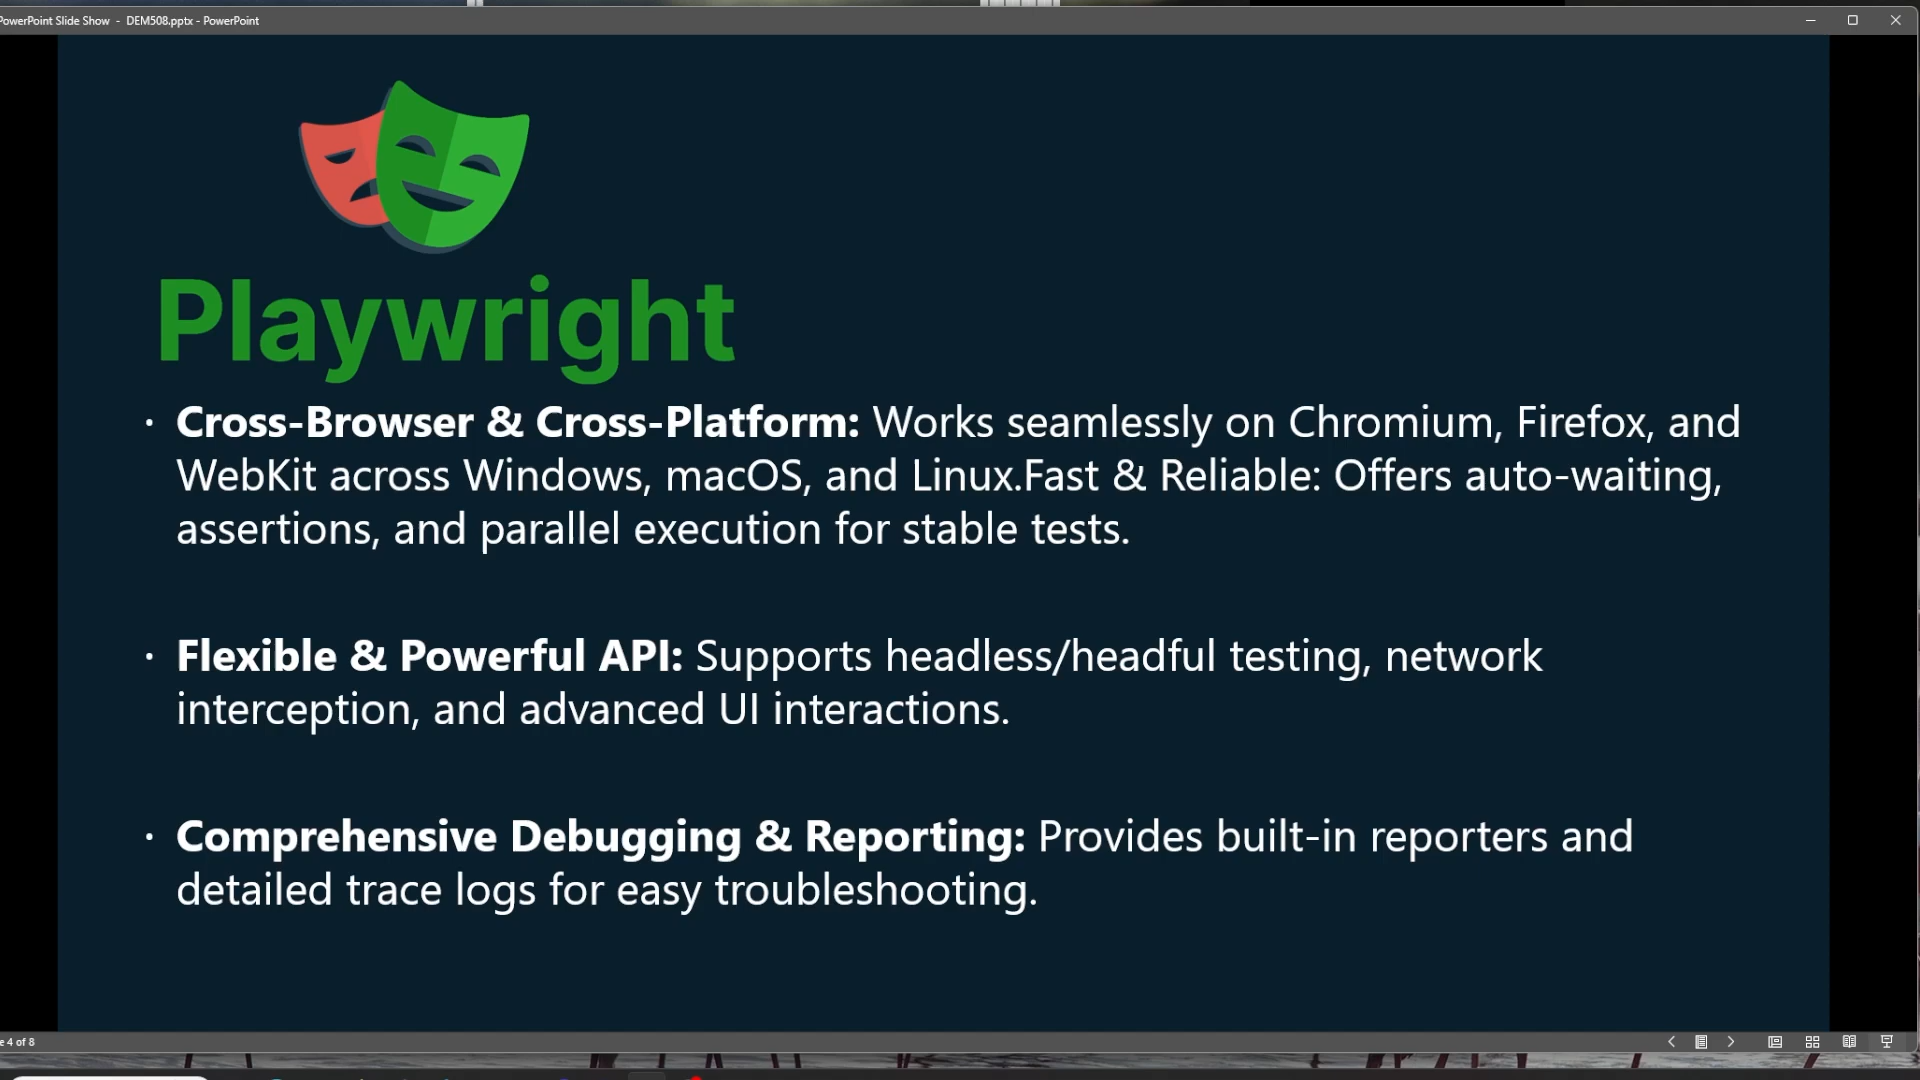 PowerPoint Slide Show - DEM508.pptx - PowerPoint
Playwright
· Cross-Browser & Cross-Platform: Works seamlessly on Chromium, Firefox, and
WebKit across Windows, macOS, and Linux.Fast & Reliable: Offers auto-waiting,
assertions, and parallel execution for stable tests.
· Flexible & Powerful API: Supports headless/headful testing, network
interception, and advanced UI interactions.
· Comprehensive Debugging & Reporting: Provides built-in reporters and
detailed trace logs for easy troubleshooting.
e 4 of 8